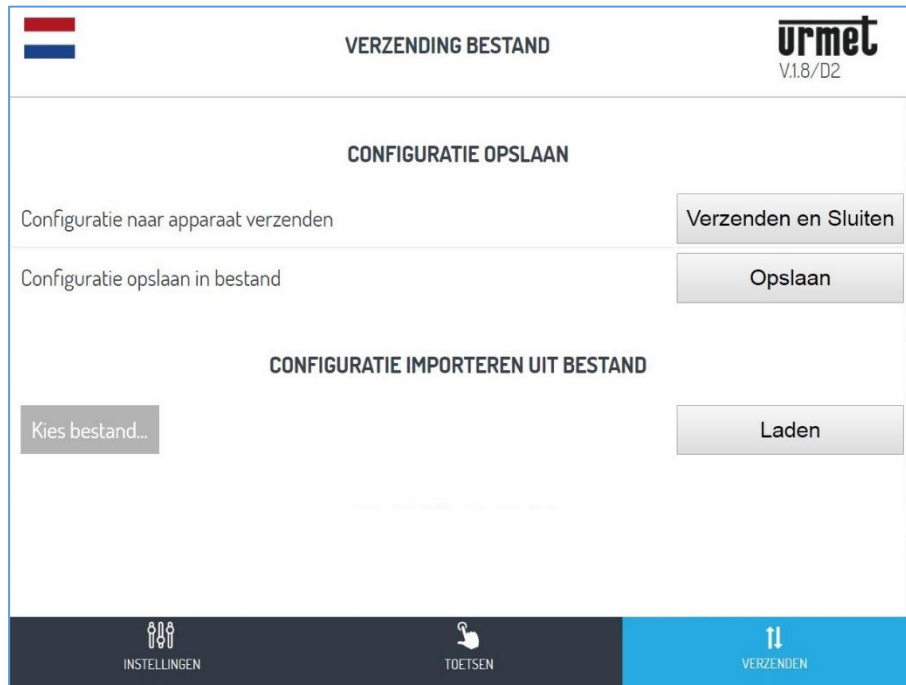 VERZENDING BESTAND
urmet
V.1.8/D2
CONFIGURATIE OPSLAAN
Configuratie naar apparaat verzenden
Verzenden en Sluiten
Configuratie opslaan in bestand
Opslaan
CONFIGURATIE IMPORTEREN UIT BESTAND
Kies bestand...
Laden
INSTELLINGEN
TOETSEN
VERZENDEN